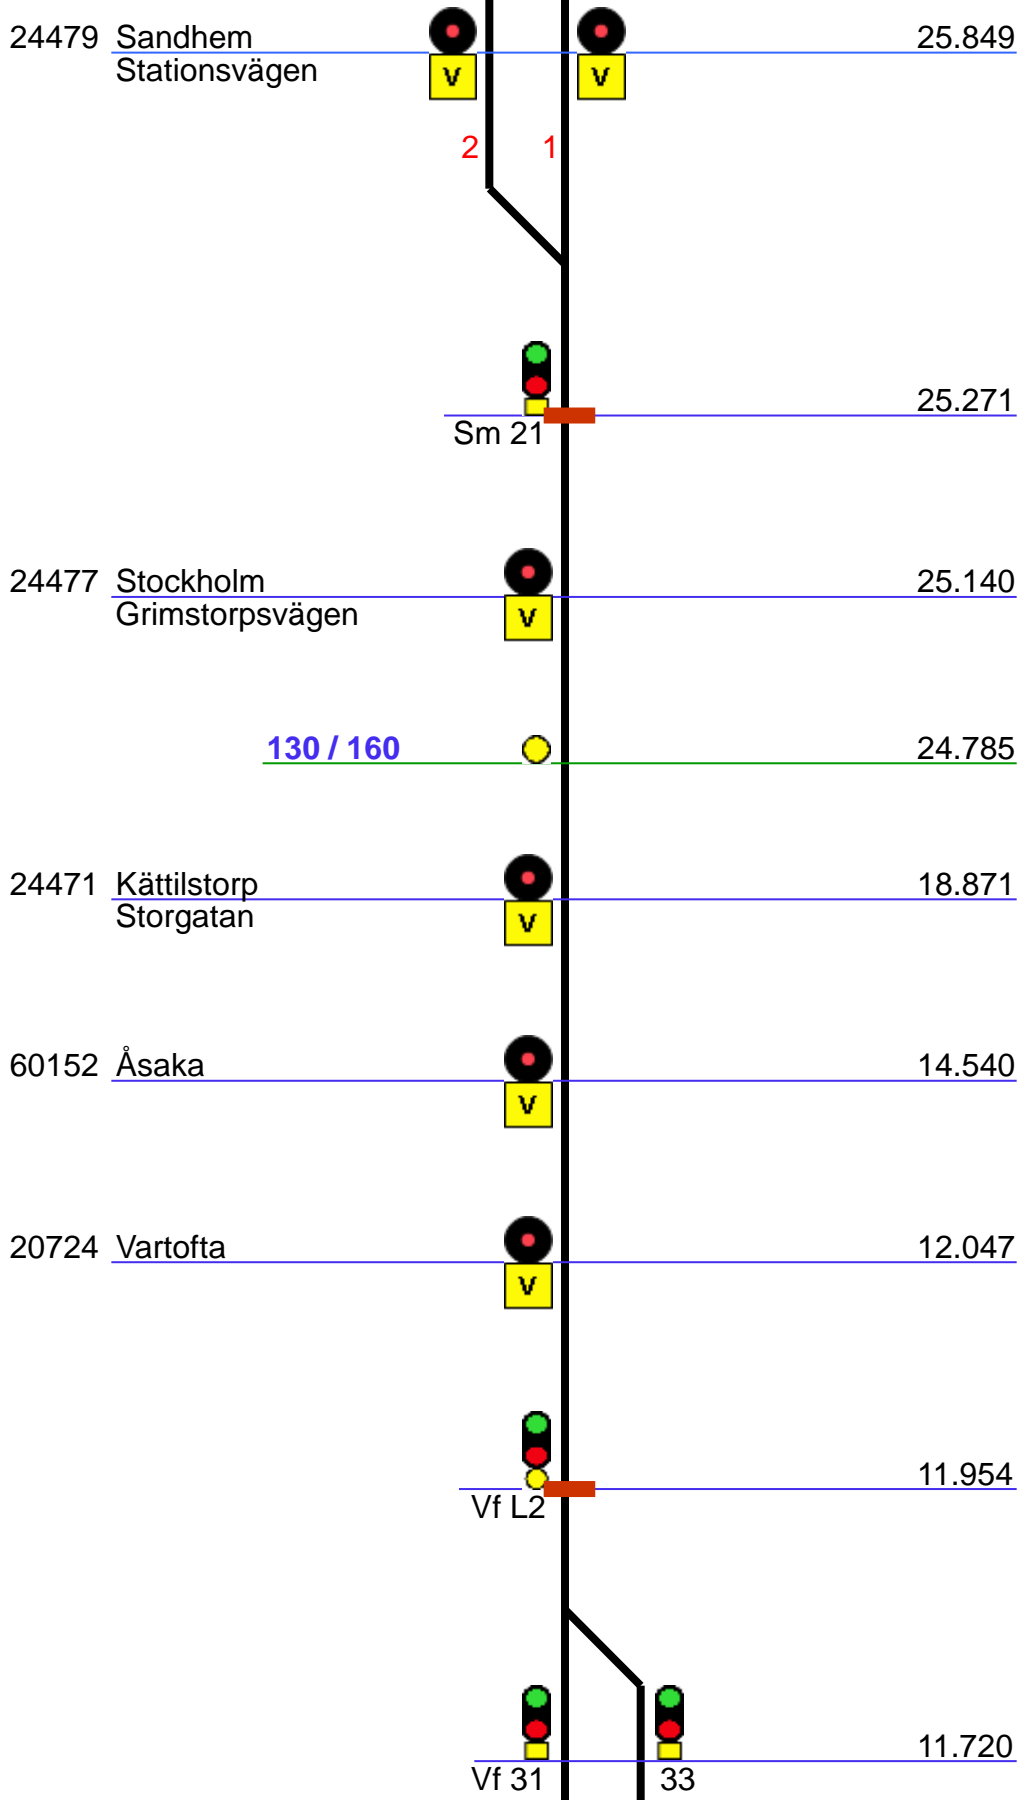 24479 Sandhem 25.849
Stationsvägen
V V
2 1
25.271
Sm 21
24477 Stockholm 25.140
Grimstorpsvägen
V
130 / 160 24.785
24471 Kättilstorp 18.871
Storgatan
V
60152 Åsaka 14.540
V
20724 Vartofta 12.047
V
11.954
Vf L2
11.720
Vf 31 33